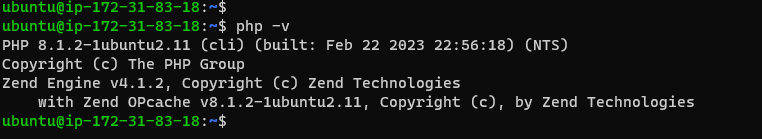 ubuntu@ip-172-31-83-18:~$
ubuntu@ip-172-31-83-18:~$ php -v
PHP 8.1.2-1ubuntu2.11 (cli) (built: Feb 22 2023 22:56:18) (NTS)
Copyright (c) The PHP Group
Zend Engine v4.1.2, Copyright (c) Zend Technologies
    with Zend OPcache v8.1.2-1ubuntu2.11, Copyright (c), by Zend Technologies
ubuntu@ip-172-31-83-18:~$